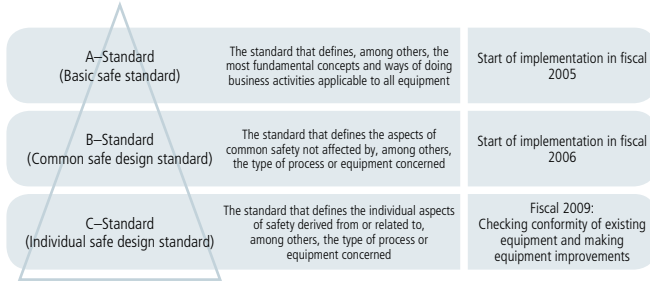 A–Standard
(Basic safe standard)
The standard that defines, among others, the
most fundamental concepts and ways of doing
business activities applicable to all equipment
Start of implementation in fiscal
2005
B–Standard
(Common safe design standard)
The standard that defines the aspects of
common safety not affected by, among others,
the type of process or equipment concerned
Start of implementation in fiscal
2006
C–Standard
(Individual safe design standard)
The standard that defines the individual aspects
of safety derived from or related to,
among others, the type of process or
equipment concerned
Fiscal 2009:
Checking conformity of existing
equipment and making
equipment improvements